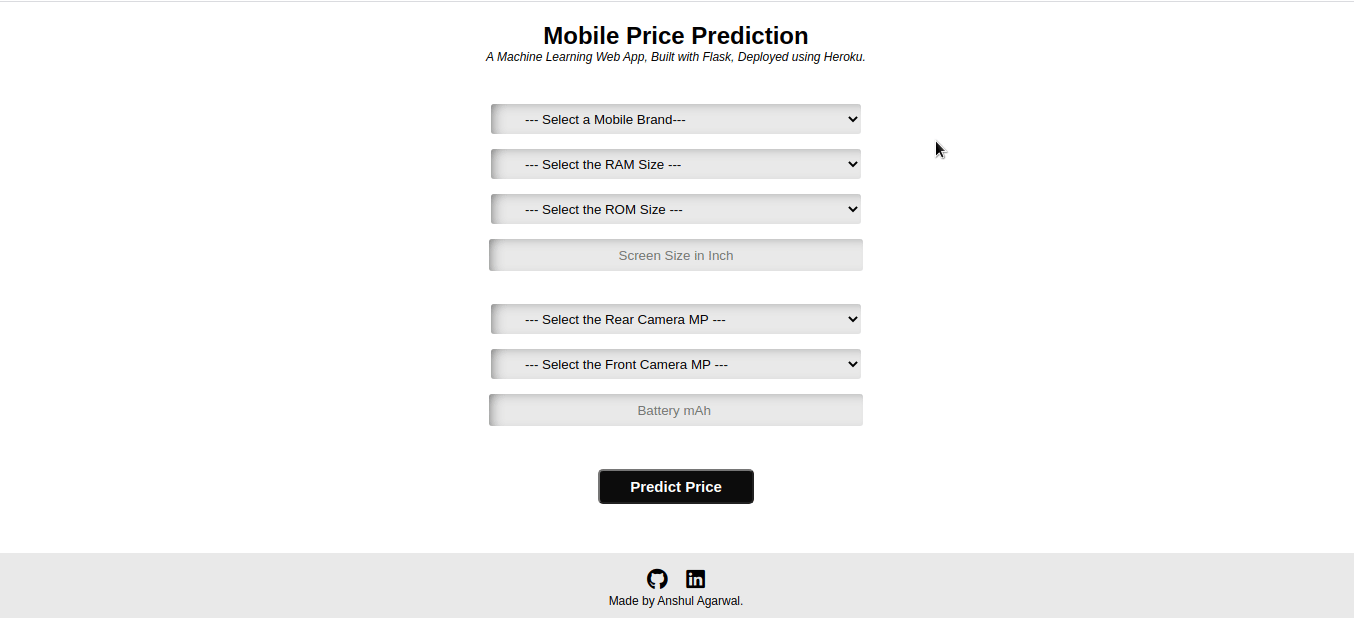 Mobile Price Prediction
A Machine Learning Web App, Built with Flask, Deployed using Heroku.
--- Select a Mobile Brand---
--- Select the RAM Size ---
--- Select the ROM Size ---
Screen Size in Inch
--- Select the Rear Camera MP ---
--- Select the Front Camera MP ---
Battery mAh
Predict Price
in
Made by Anshul Agarwal.